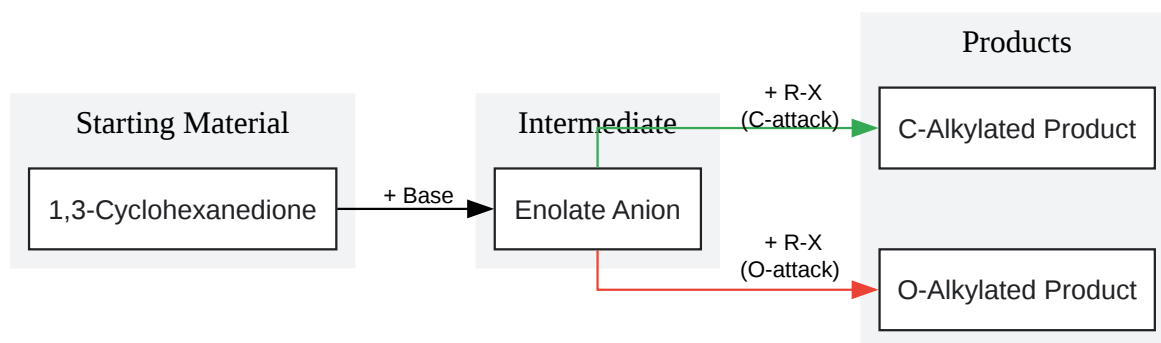 Starting Material
1,3-Cyclohexanedione
+ Base
Intermediate
Enolate Anion
+ R-X
(C-attack)
+ R-X
(O-attack)
Products
C-Alkylated Product
O-Alkylated Product